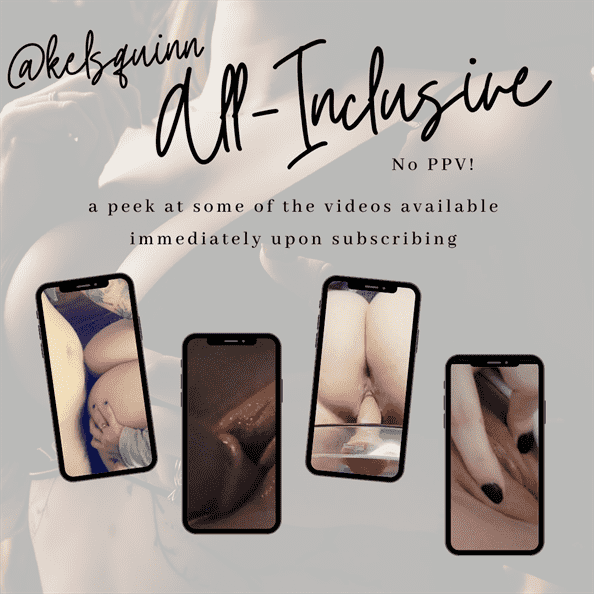 @kelsquinn
All-Inclusive
No PPV!
a peek at some of the videos available
immediately upon subscribing